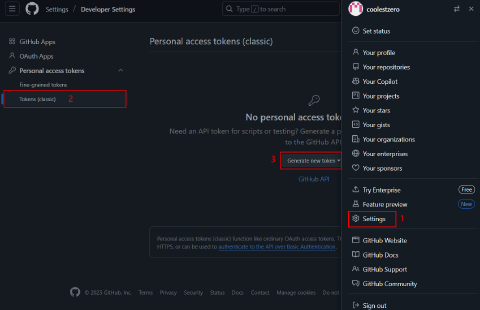 Settings / Developer Settings
Type / to search
GitHub Apps
OAuth Apps
Personal access tokens
Fine-grained tokens
Tokens (classic) 2
Personal access tokens (classic)
No personal access
Need an API token for scripts or testing? Generate a
to the GitHub API
3 Generate new token
GitHub API
Personal access tokens (classic) function like ordinary OAuth access tokens.
HTTPS, or can be used to authenticate to the API over Basic Authentication.
© 2023 GitHub, Inc. Terms Privacy Security Status Docs Contact Manage cookies Do not
coolestzero
Set status
Your profile
Your repositories
Your Copilot
Your projects
Your stars
Your gists
Your organizations
Your enterprises
Your sponsors
Try Enterprise Free
Feature preview New
Settings 1
GitHub Website
GitHub Docs
GitHub Support
GitHub Community
Sign out